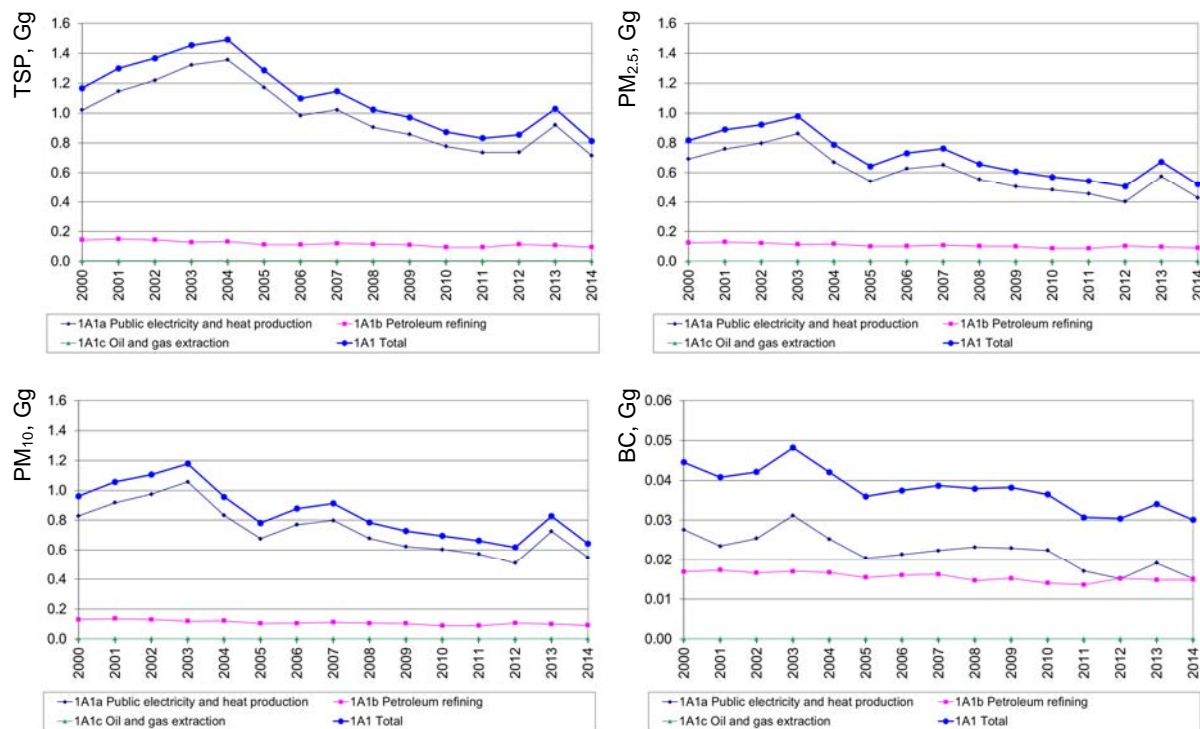 TSP, Gg
1.6
1.4
1.2
1.0
0.8
0.6
0.4
0.2
0.0
2000 2001 2002 2003 2004 2005 2006 2007 2008 2009 2010 2011 2012 2013 2014
1A1a Public electricity and heat production 1A1b Petroleum refining
1A1c Oil and gas extraction 1A1 Total
PM2.5, Gg
1.6
1.4
1.2
1.0
0.8
0.6
0.4
0.2
0.0
2000 2001 2002 2003 2004 2005 2006 2007 2008 2009 2010 2011 2012 2013 2014
1A1a Public electricity and heat production 1A1b Petroleum refining
1A1c Oil and gas extraction 1A1 Total
PM10, Gg
1.6
1.4
1.2
1.0
0.8
0.6
0.4
0.2
0.0
2000 2001 2002 2003 2004 2005 2006 2007 2008 2009 2010 2011 2012 2013 2014
1A1a Public electricity and heat production 1A1b Petroleum refining
1A1c Oil and gas extraction 1A1 Total
BC, Gg
0.06
0.05
0.04
0.03
0.02
0.01
0.00
2000 2001 2002 2003 2004 2005 2006 2007 2008 2009 2010 2011 2012 2013 2014
1A1a Public electricity and heat production 1A1b Petroleum refining
1A1c Oil and gas extraction 1A1 Total